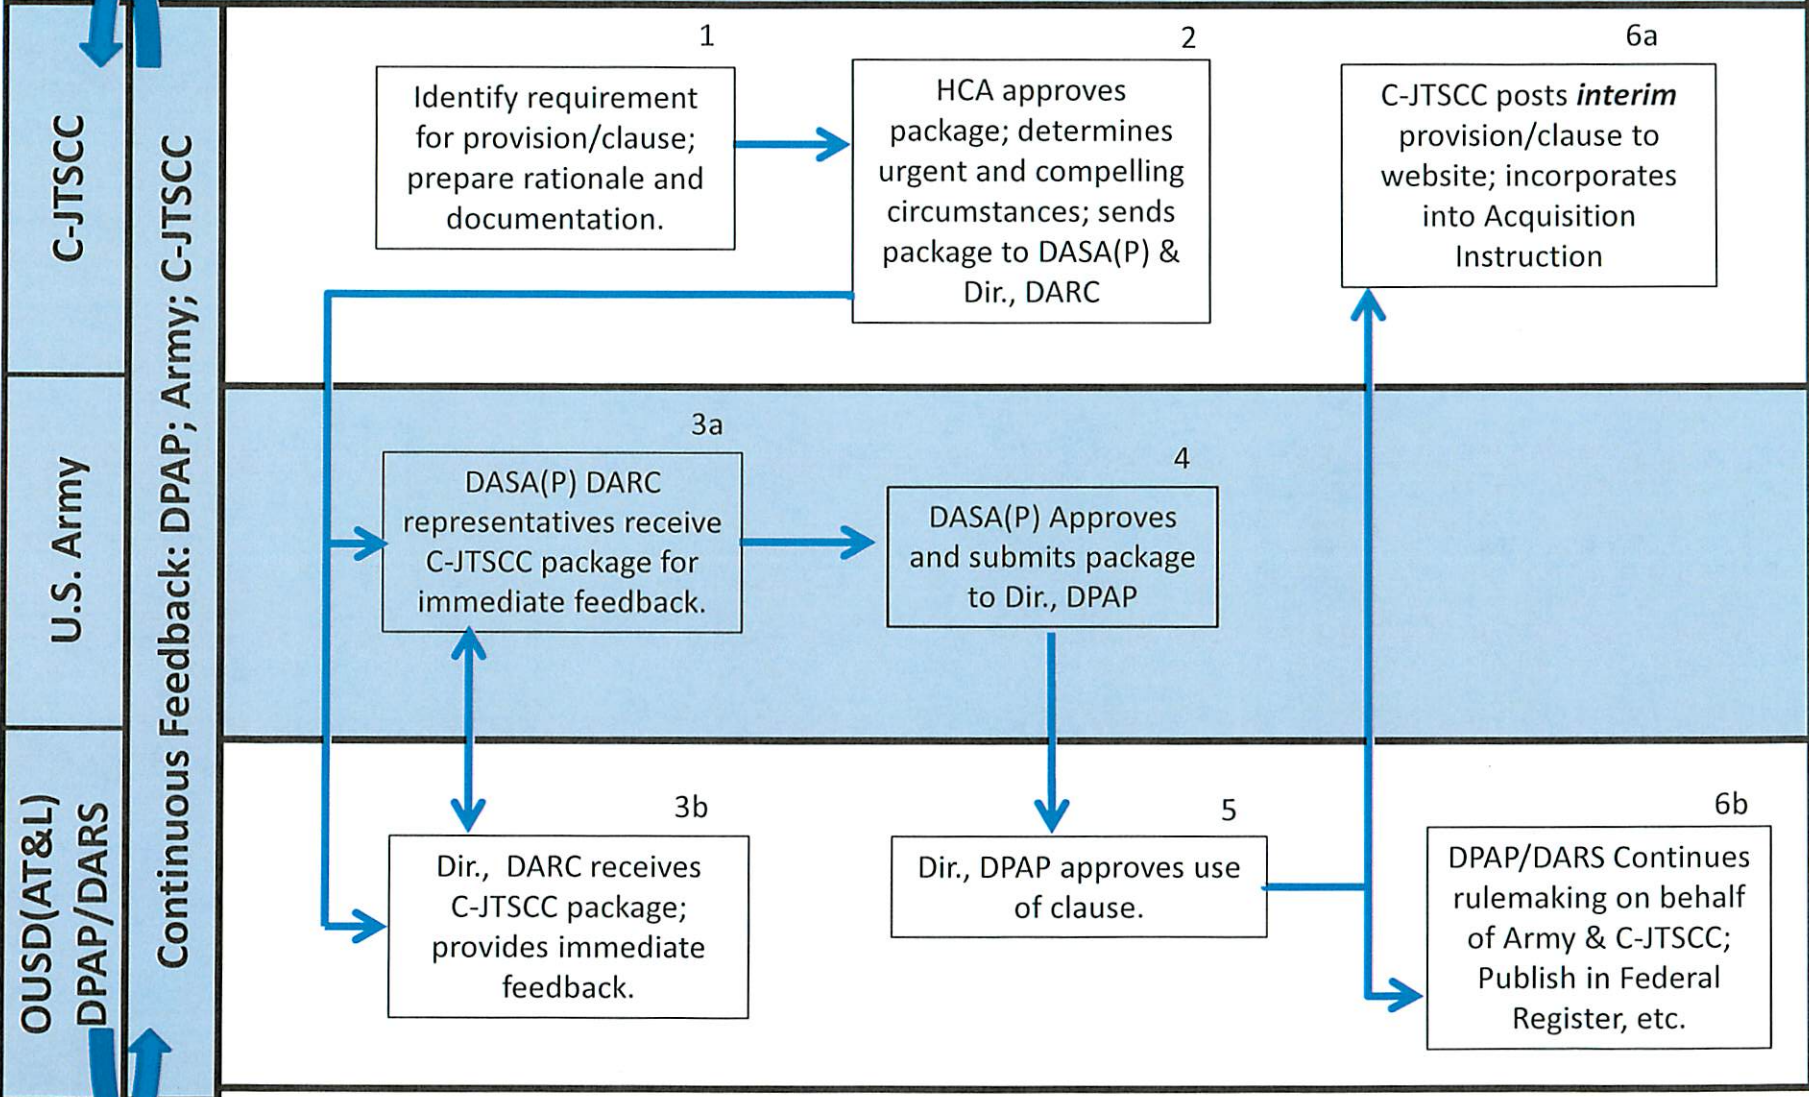 C-JTSCC
U.S. Army
OUSD(AT&L)
DPAP/DARS
Continuous Feedback: DPAP; Army; C-JTSCC
1
Identify requirement
for provision/clause;
prepare rationale and
documentation.
2
HCA approves
package; determines
urgent and compelling
circumstances; sends
package to DASA(P) &
Dir., DARC
6a
C-JTSCC posts interim
provision/clause to
website; incorporates
into Acquisition
Instruction
3a
DASA(P) DARC
representatives receive
C-JTSCC package for
immediate feedback.
4
DASA(P) Approves
and submits package
to Dir., DPAP
3b
Dir., DARC receives
C-JTSCC package;
provides immediate
feedback.
5
Dir., DPAP approves use
of clause.
6b
DPAP/DARS Continues
rulemaking on behalf
of Army & C-JTSCC;
Publish in Federal
Register, etc.